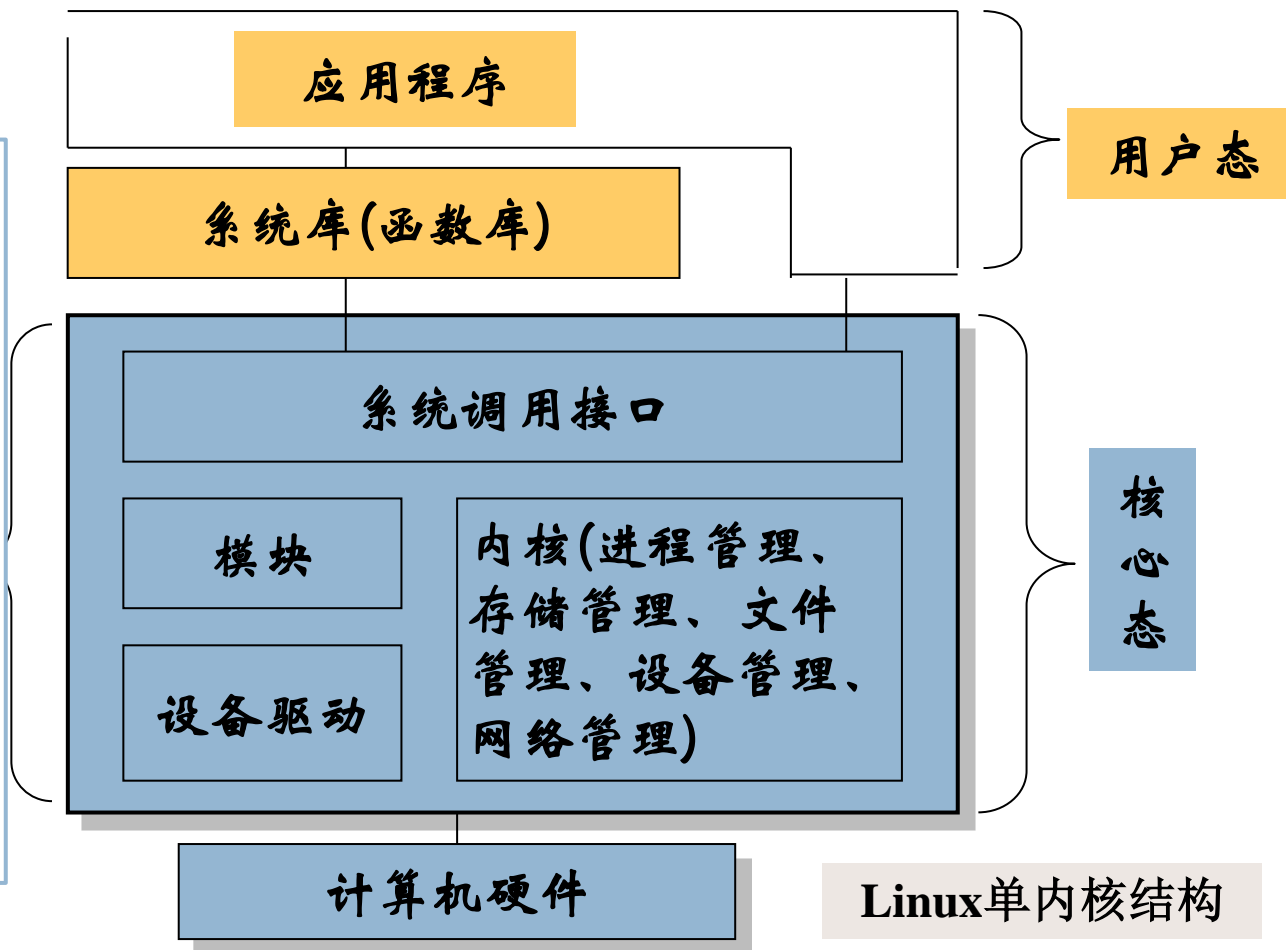 应用程序
用户态
系统库(函数库)
系统调用接口
模块
内核(进程管理、
存储管理、文件
管理、设备管理、
网络管理)
设备驱动
核
心
态
计算机硬件
Linux单内核结构